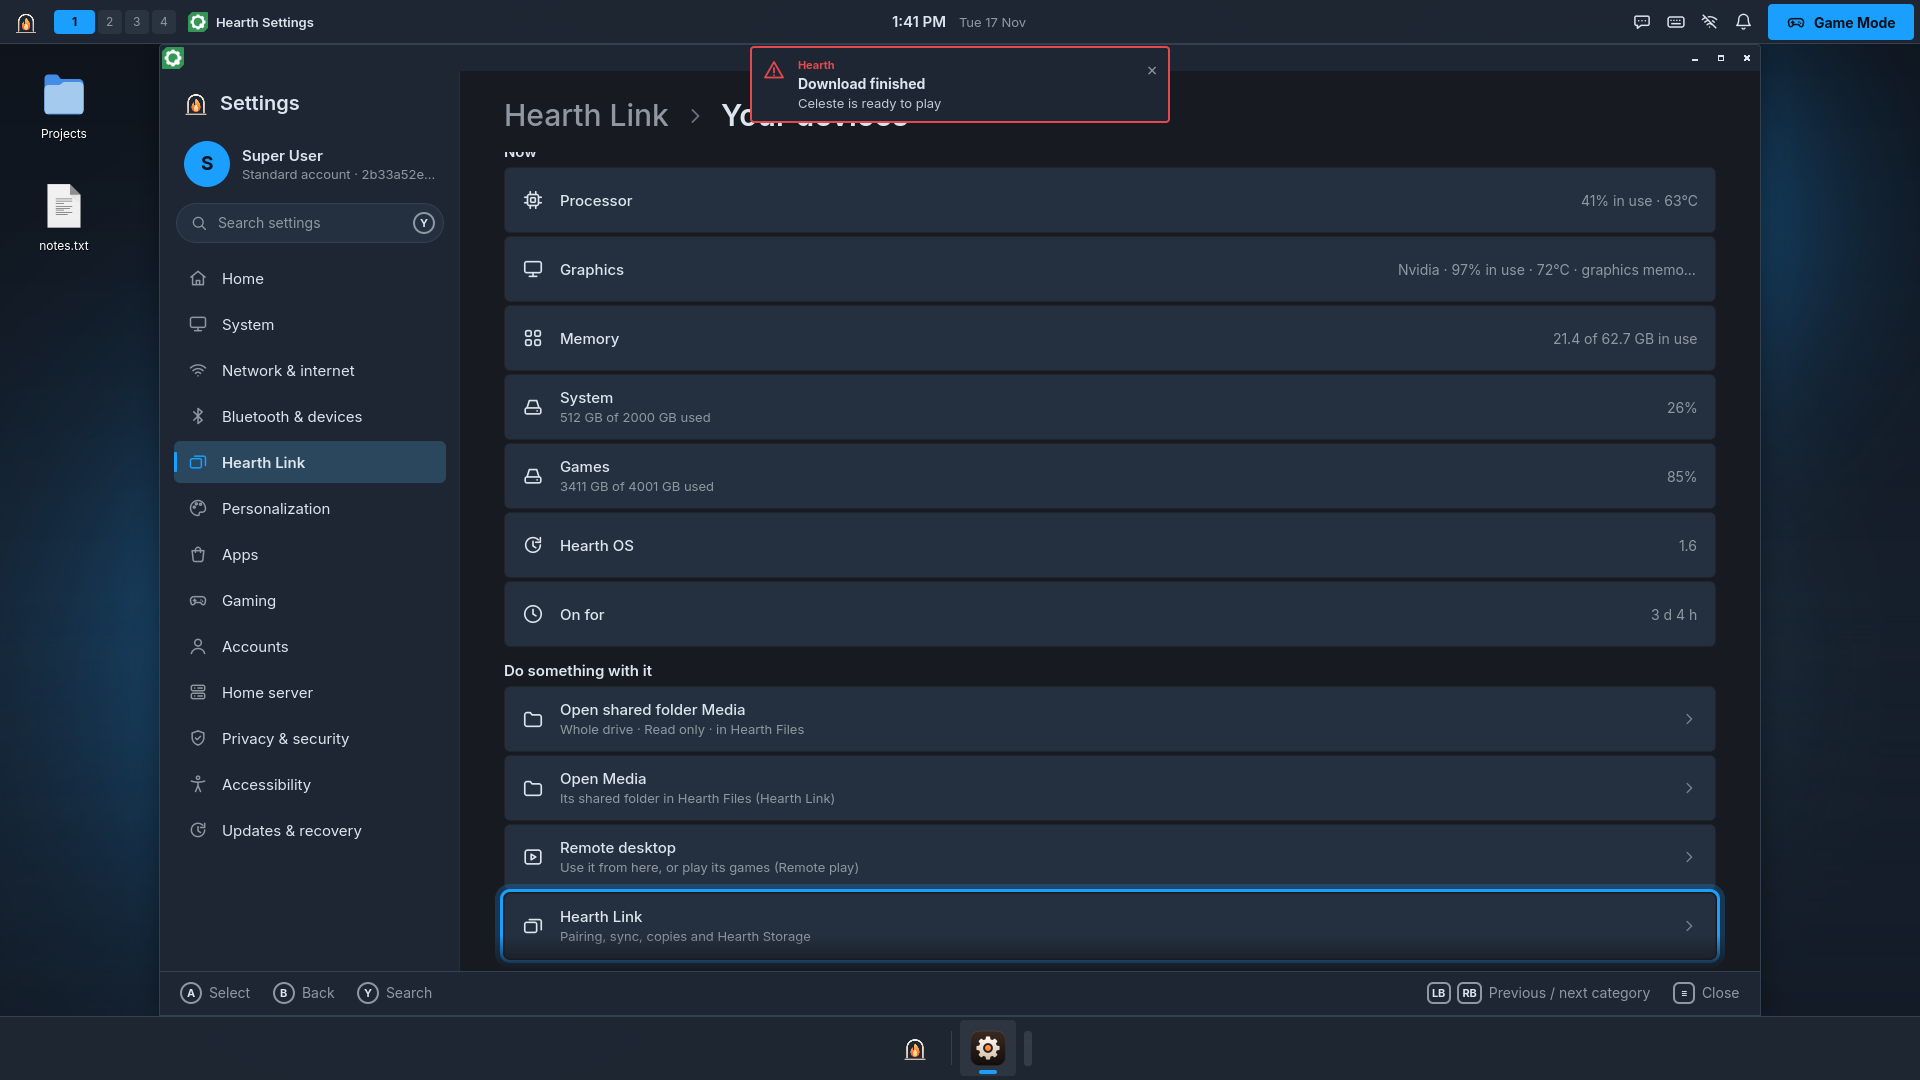 1
2
3
4
Hearth Settings
1:41 PM
Tue 17 Nov
Game Mode
Projects
notes.txt
Hearth
Download finished
Celeste is ready to play
Settings
S
Super User
Standard account · 2b33a52e...
Search settings
Y
Home
System
Network & internet
Bluetooth & devices
Hearth Link
Personalization
Apps
Gaming
Accounts
Home server
Privacy & security
Accessibility
Updates & recovery
Hearth Link > Your devices
Now
Processor
41% in use · 63°C
Graphics
Nvidia · 97% in use · 72°C · graphics memo...
Memory
21.4 of 62.7 GB in use
System
512 GB of 2000 GB used
26%
Games
3411 GB of 4001 GB used
85%
Hearth OS
1.6
On for
3 d 4 h
Do something with it
Open shared folder Media
Whole drive · Read only · in Hearth Files
Open Media
Its shared folder in Hearth Files (Hearth Link)
Remote desktop
Use it from here, or play its games (Remote play)
Hearth Link
Pairing, sync, copies and Hearth Storage
A Select
B Back
Y Search
LB RB Previous / next category
Close